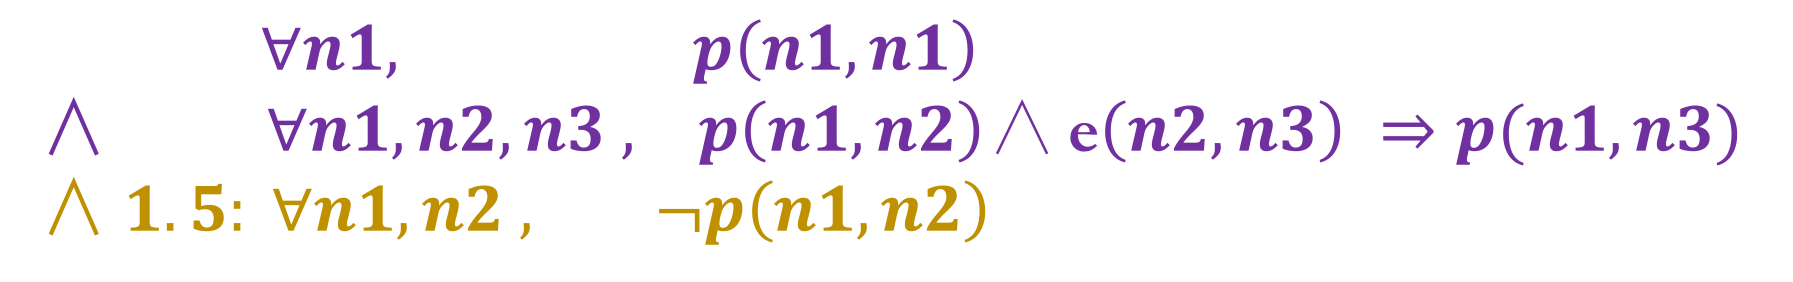 ∀n1, p(n1,n1)
∧ ∀n1,n2,n3 , p(n1,n2) ∧ e(n2,n3) ⇒ p(n1,n3)
∧ 1.5: ∀n1,n2 , ¬p(n1,n2)